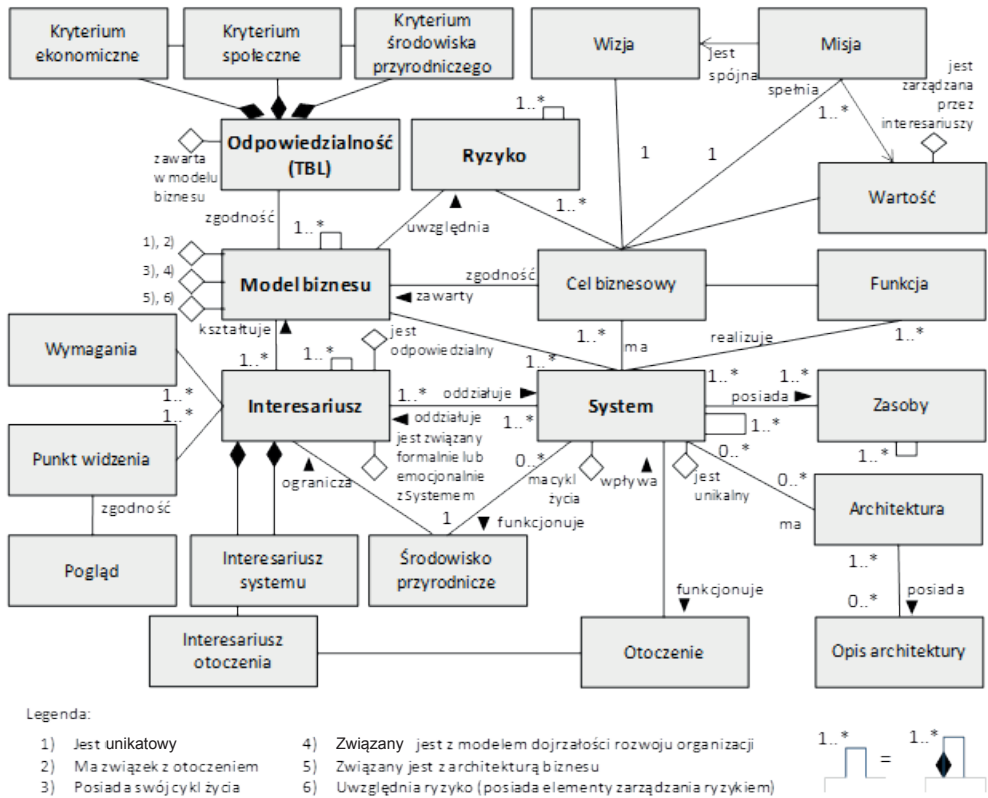 Kryterium
ekonomiczne
Kryterium
społeczne
Kryterium
środowiska
przyrodniczego
Wizja
jest
spójna
Misja
spełnia
1..*
jest
zarządzana
przez
interesariuszy
Odpowiedzialność
(TBL)
zawarta
w modelu
biznesu
1..*
Ryzyko
1
1
Wartość
zgodność
1..*
uwzględnia
1..*
1), 2)
3), 4)
5), 6)
Model biznesu
zgodność
zawarty
Cel biznesowy
Funkcja
kształtuje
1..*
1..*
jest
odpowiedzialny
1..*
ma
1..*
realizuje
1..*
Wymagania
1..*
1..*
Interesariusz
1..*
oddziałuje
oddziałuje
1..*
System
1..*
posiada
1..*
Zasoby
1..*
1..*
Punkt widzenia
jest związany
formalnie lub
emocjonalnie
z Systemem
ogranicza
0..*
ma cykl
życia
wpływa
jest
unikalny
0..*
0..*
ma
Architektura
zgodność
1
funkcjonuje
Pogląd
Interesariusz
systemu
Środowisko
przyrodnicze
1..*
0..*
posiada
funkcjonuje
Interesariusz
otoczenia
Otoczenie
Opis architektury
Legenda:
1) Jest unikatowy
2) Ma związek z otoczeniem
3) Posiada swój cykl życia
4) Związany jest z modelem dojrzałości rozwoju organizacji
5) Związany jest z architekturą biznesu
6) Uwzględnia ryzyko (posiada elementy zarządzania ryzykiem)
1..* = 1..*